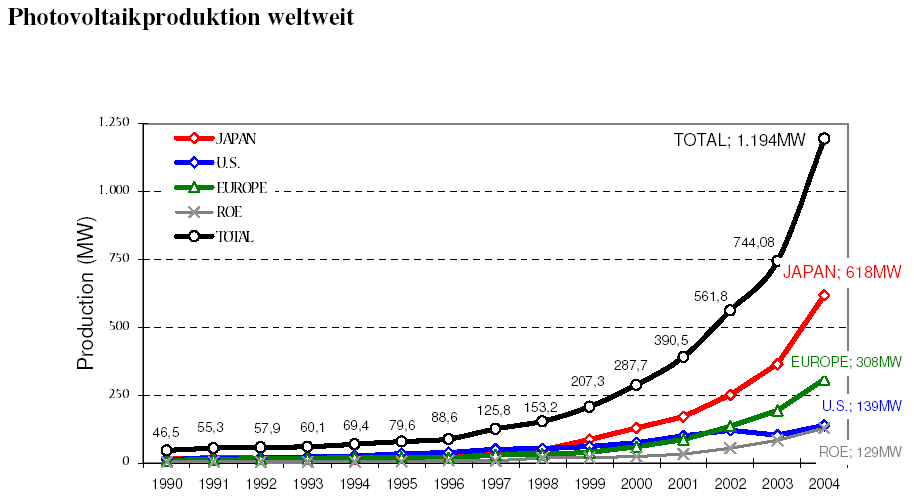 Photovoltaikproduktion weltweit
1.250
JAPAN
TOTAL; 1.194MW
U.S.
EUROPE
1.000
ROE
TOTAL
744,08
750
JAPAN; 618MW
Production (MW)
561,8
500
390,5
EUROPE; 308MW
287,7
207,3
250
U.S.; 139MW
153,2
125,8
88,6
79,6
69,4
60,1
57,9
55,3
46,5
ROE; 129MW
0
1990 1991 1992 1993 1994 1995 1996 1997 1998 1999 2000 2001 2002 2003 2004